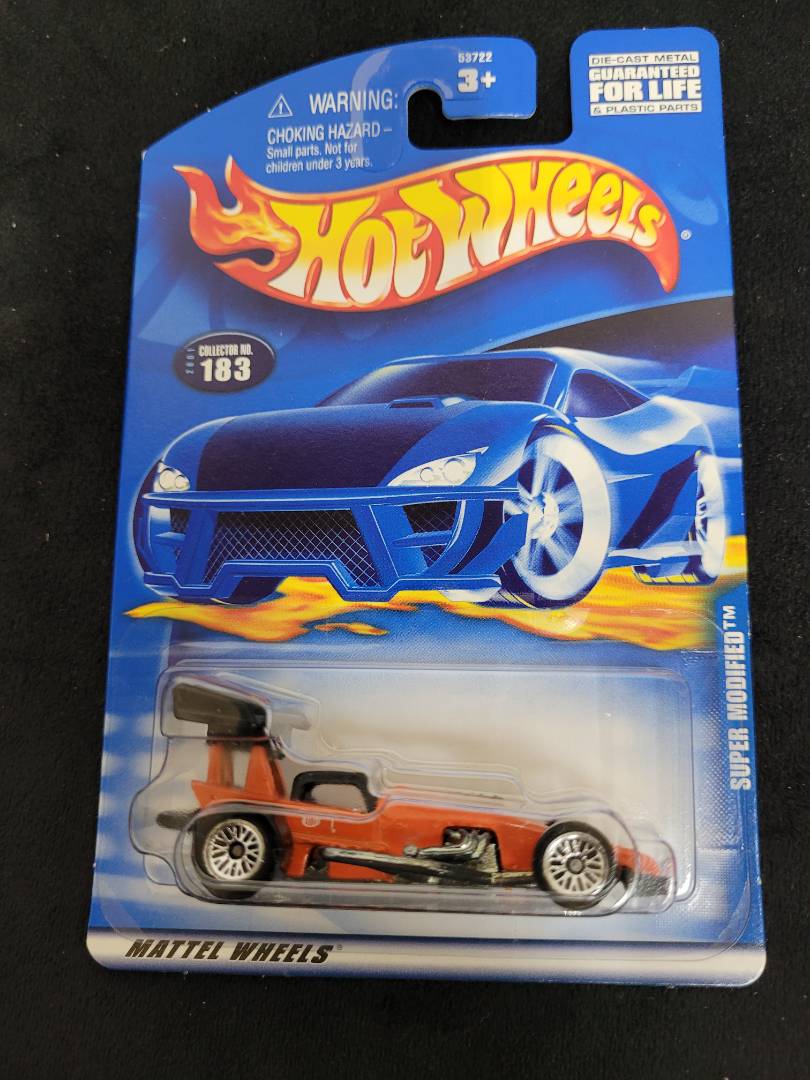 53722
3+
⚠ WARNING:
CHOKING HAZARD –
Small parts. Not for
children under 3 years.
DIE-CAST METAL
GUARANTEED
FOR LIFE
& PLASTIC PARTS
HOT WHEELS®
2001
COLLECTOR NO.
183
SUPER MODIFIED™
MATTEL WHEELS®